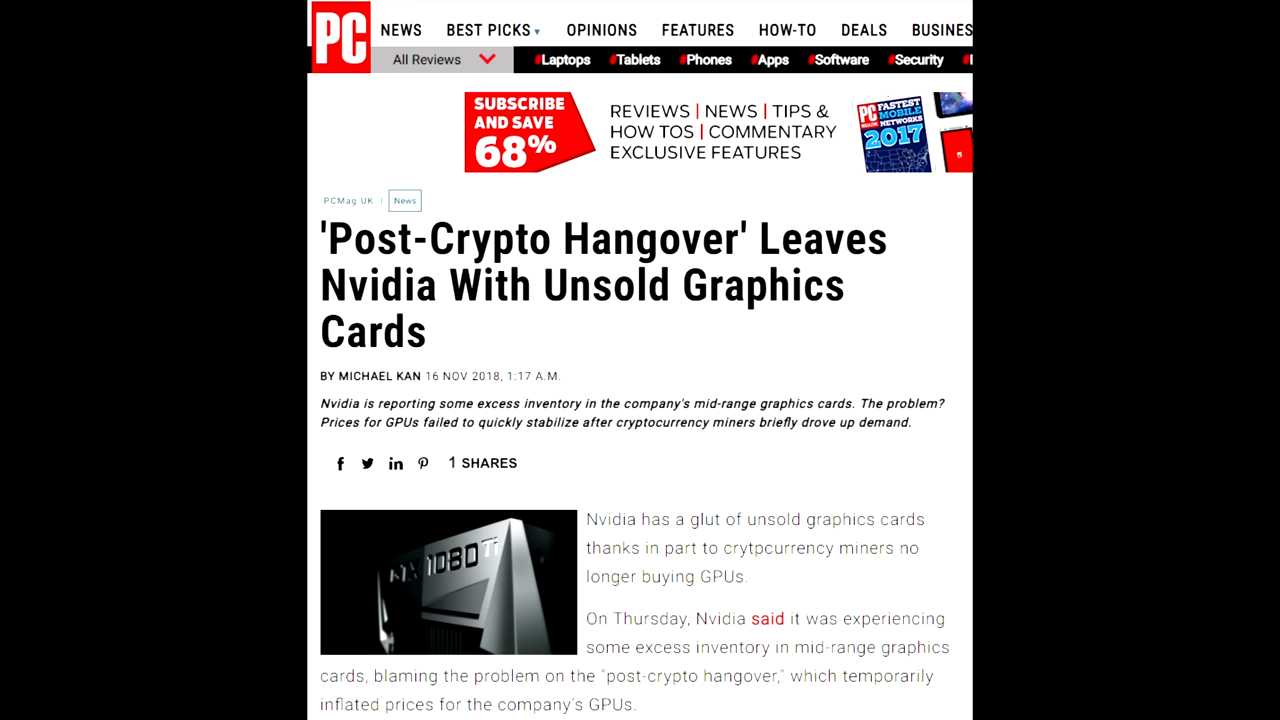 PC
NEWS BEST PICKS ▾ OPINIONS FEATURES HOW-TO DEALS BUSINES
All Reviews #Laptops #Tablets #Phones #Apps #Software #Security
SUBSCRIBE
AND SAVE
68%
REVIEWS | NEWS | TIPS &
HOW TOS | COMMENTARY
EXCLUSIVE FEATURES
PC
FASTEST
MOBILE
NETWORKS
2017
PCMag UK | News
'Post-Crypto Hangover' Leaves
Nvidia With Unsold Graphics
Cards
BY MICHAEL KAN 16 NOV 2018, 1:17 A.M.
Nvidia is reporting some excess inventory in the company's mid-range graphics cards. The problem?
Prices for GPUs failed to quickly stabilize after cryptocurrency miners briefly drove up demand.
1 SHARES
GTX 1080 Ti
Nvidia has a glut of unsold graphics cards
thanks in part to crytpcurrency miners no
longer buying GPUs.
On Thursday, Nvidia said it was experiencing
some excess inventory in mid-range graphics
cards, blaming the problem on the "post-crypto hangover," which temporarily
inflated prices for the company's GPUs.